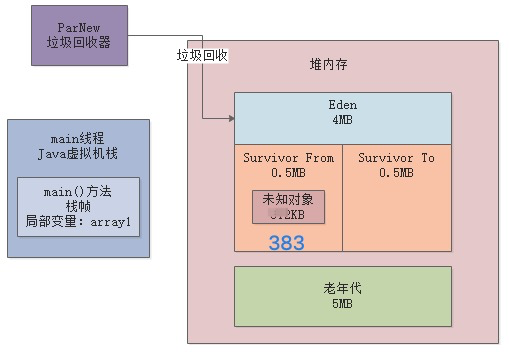 ParNew
垃圾回收器
垃圾回收
堆内存
Eden
4MB
main线程
Java虚拟机栈
main()方法
栈帧
局部变量: array1
Survivor From
0.5MB
Survivor To
0.5MB
未知对象
383
老年代
5MB